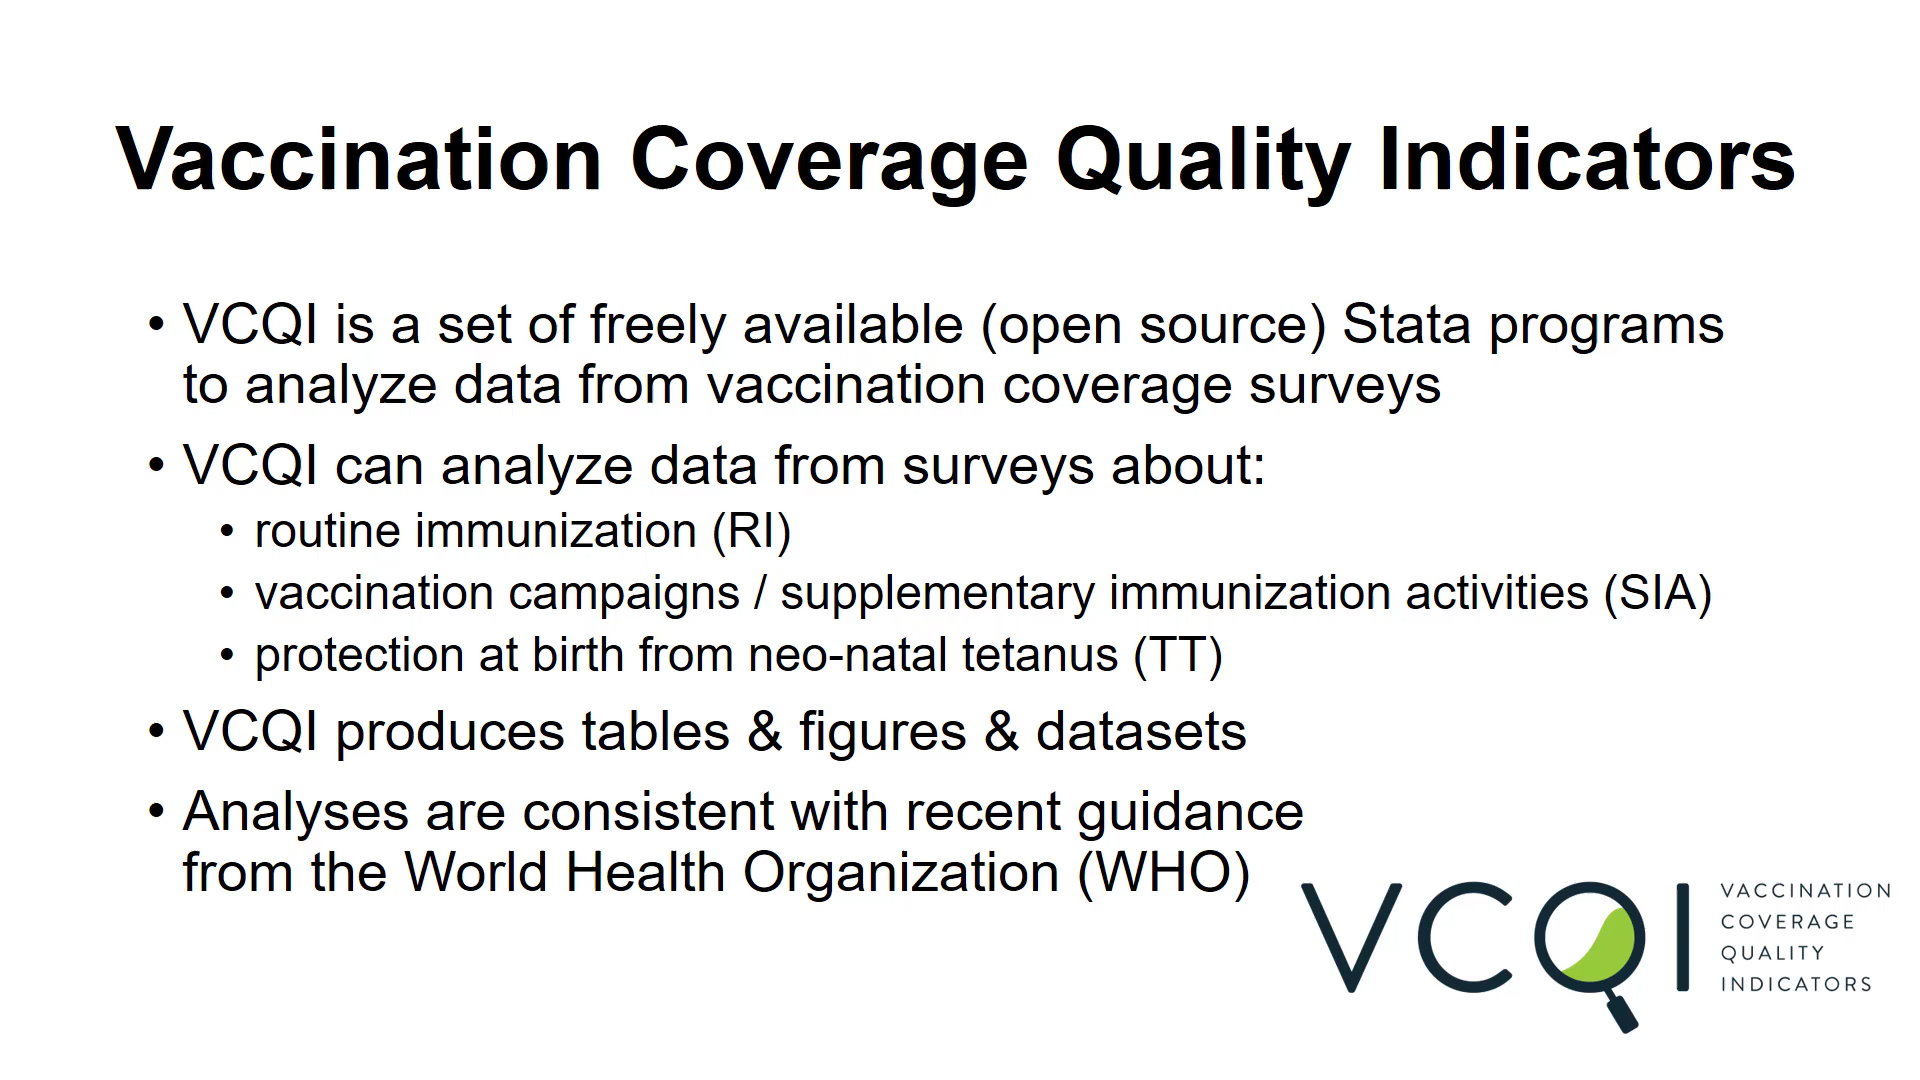 Vaccination Coverage Quality Indicators
• VCQI is a set of freely available (open source) Stata programs
to analyze data from vaccination coverage surveys
• VCQI can analyze data from surveys about:
• routine immunization (RI)
• vaccination campaigns / supplementary immunization activities (SIA)
• protection at birth from neo-natal tetanus (TT)
• VCQI produces tables & figures & datasets
• Analyses are consistent with recent guidance
from the World Health Organization (WHO)
VCQI
VACCINATION
COVERAGE
QUALITY
INDICATORS